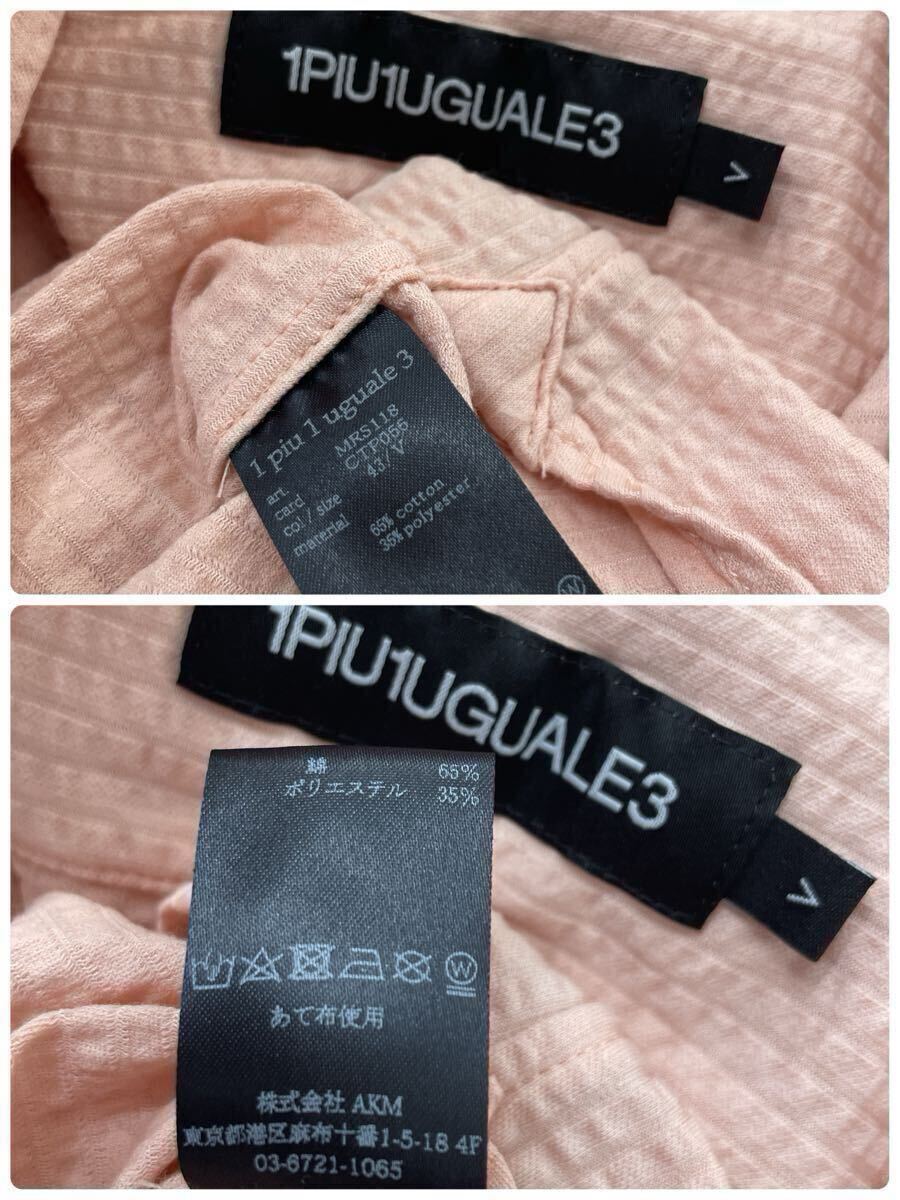 1PIU1UGUALE3
V
1 piu 1 uguale 3
art. MRS118
card CTP056
col/size 43/V
material 65% cotton
35% polyester
W
1PIU1UGUALE3
V
綿 65%
ポリエステル 35%
W
あて布使用
株式会社 AKM
東京都港区麻布十番1-5-18 4F
03-6721-1065